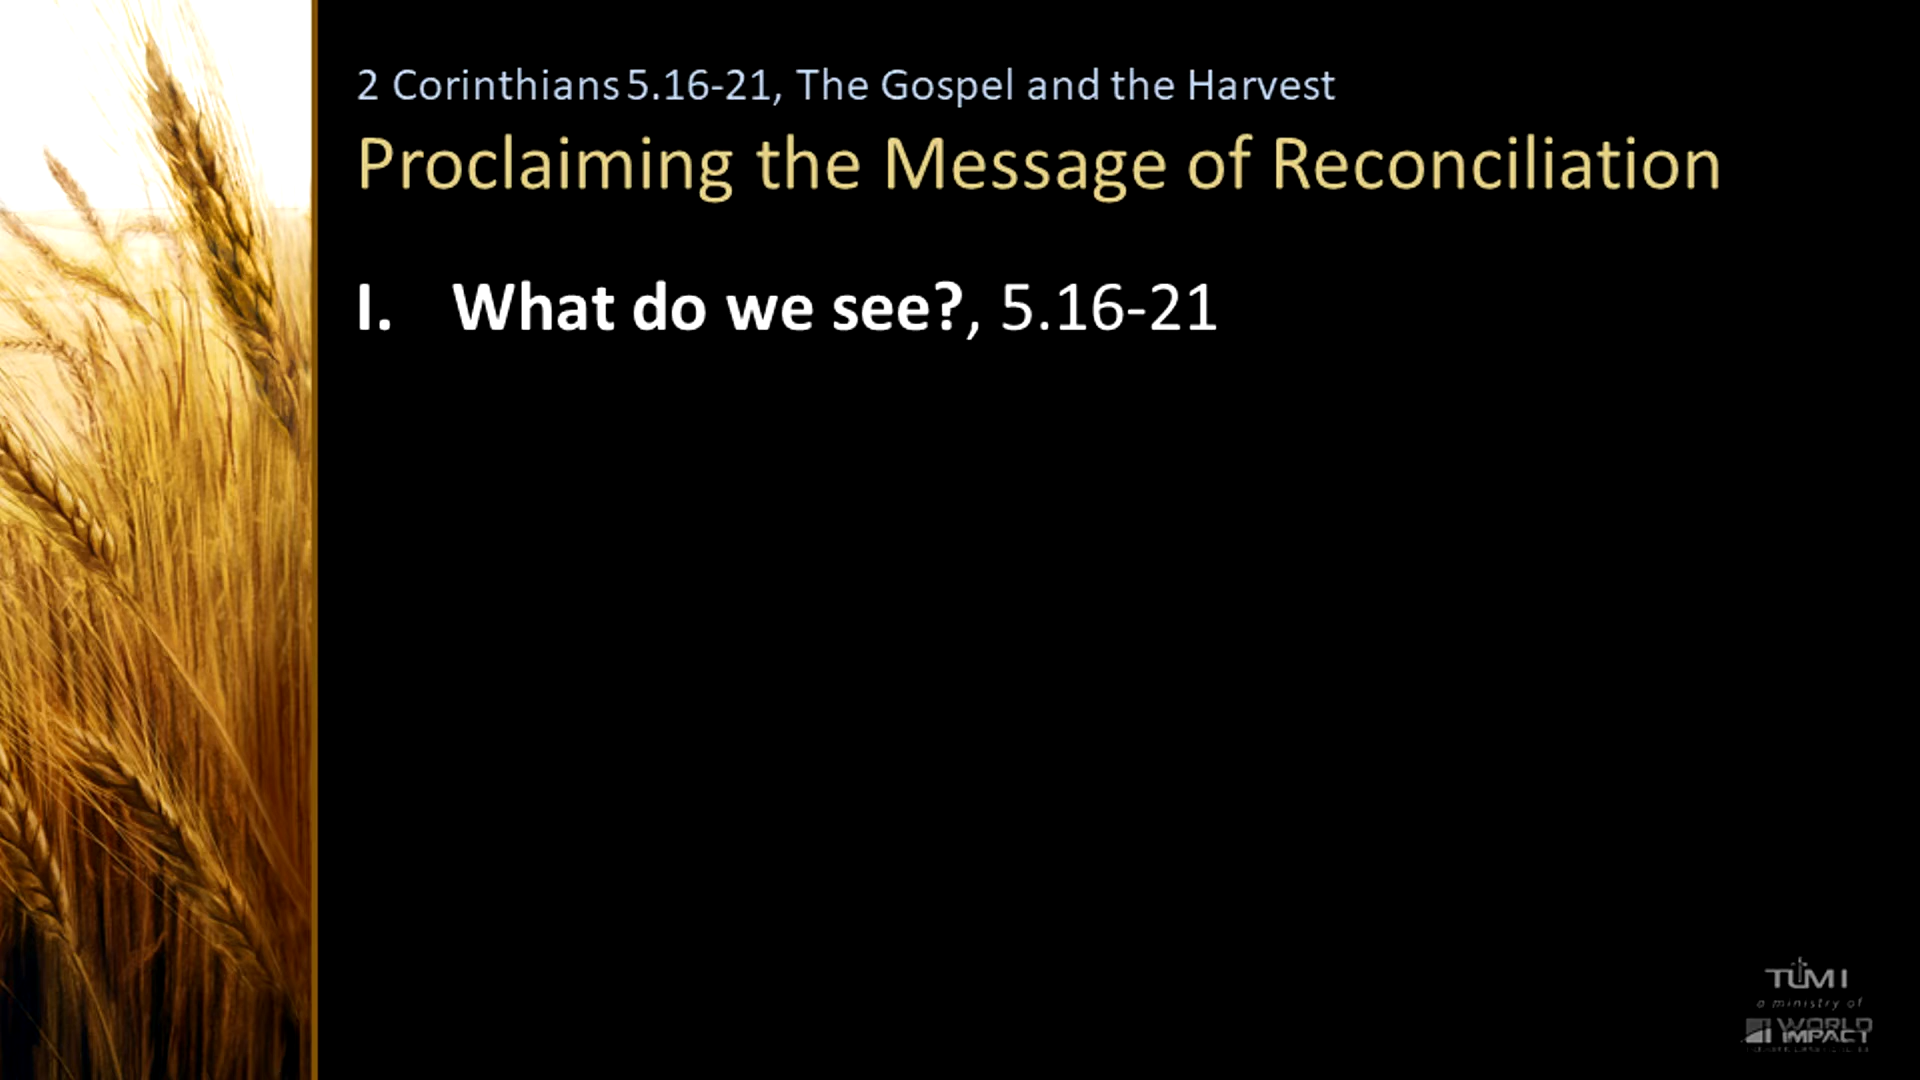 2 Corinthians 5.16-21, The Gospel and the Harvest
Proclaiming the Message of Reconciliation
I. What do we see?, 5.16-21
TUMI
a ministry of
WORLD
IMPACT